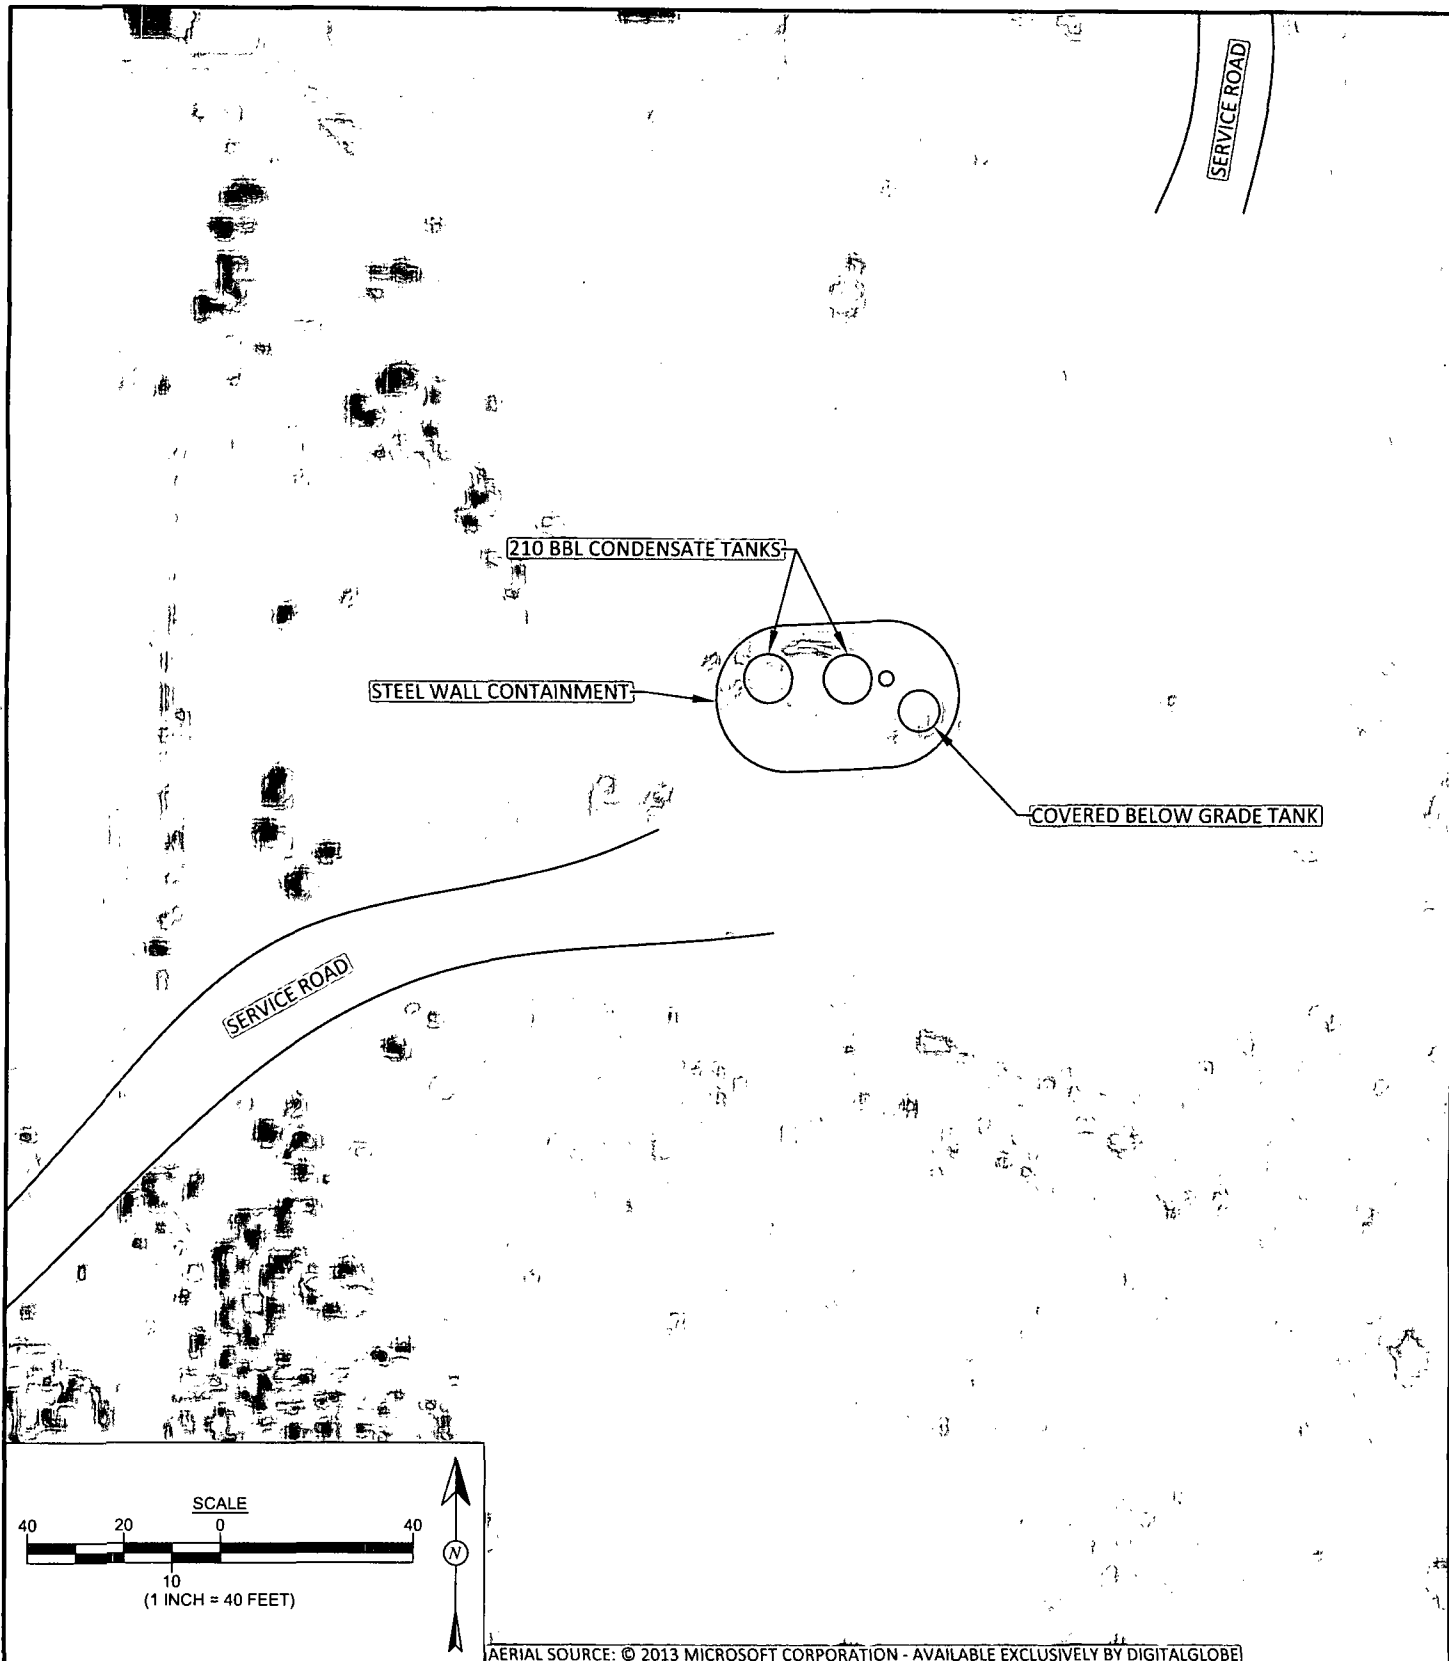 SERVICE ROAD
210 BBL CONDENSATE TANKS
STEEL WALL CONTAINMENT
COVERED BELOW GRADE TANK
SERVICE ROAD
SCALE
40 20 0 40
10
(1 INCH = 40 FEET)
N
AERIAL SOURCE: © 2013 MICROSOFT CORPORATION - AVAILABLE EXCLUSIVELY BY DIGITALGLOBE